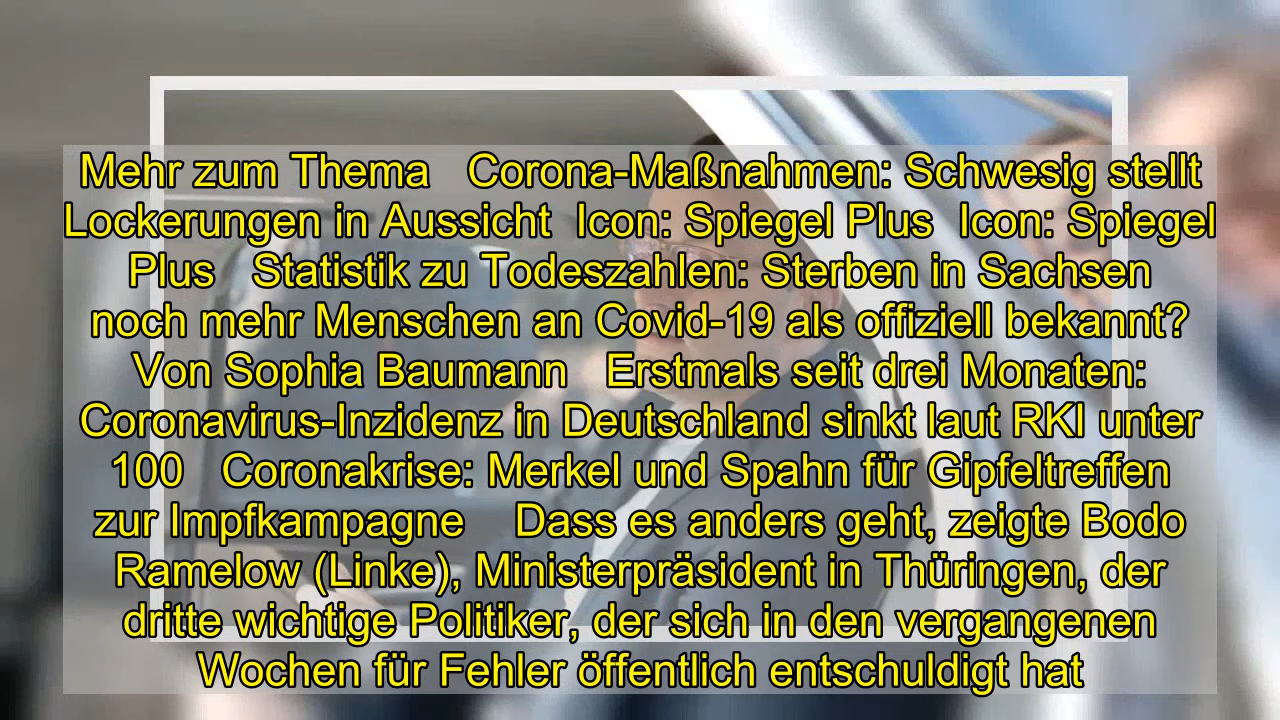 Mehr zum Thema   Corona-Maßnahmen: Schwesig stellt
Lockerungen in Aussicht  Icon: Spiegel Plus  Icon: Spiegel
Plus   Statistik zu Todeszahlen: Sterben in Sachsen
noch mehr Menschen an Covid-19 als offiziell bekannt?
Von Sophia Baumann   Erstmals seit drei Monaten:
Coronavirus-Inzidenz in Deutschland sinkt laut RKI unter
100   Coronakrise: Merkel und Spahn für Gipfeltreffen
zur Impfkampagne    Dass es anders geht, zeigte Bodo
Ramelow (Linke), Ministerpräsident in Thüringen, der
dritte wichtige Politiker, der sich in den vergangenen
Wochen für Fehler öffentlich entschuldigt hat